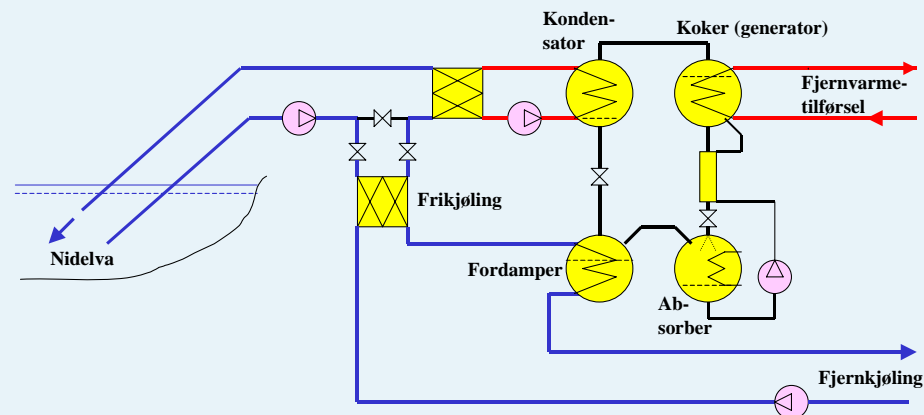 Konden-
sator
Koker (generator)
Fjernvarme-
tilførsel
Frikjøling
Nidelva
Fordamper
Ab-
sorber
Fjernkjøling